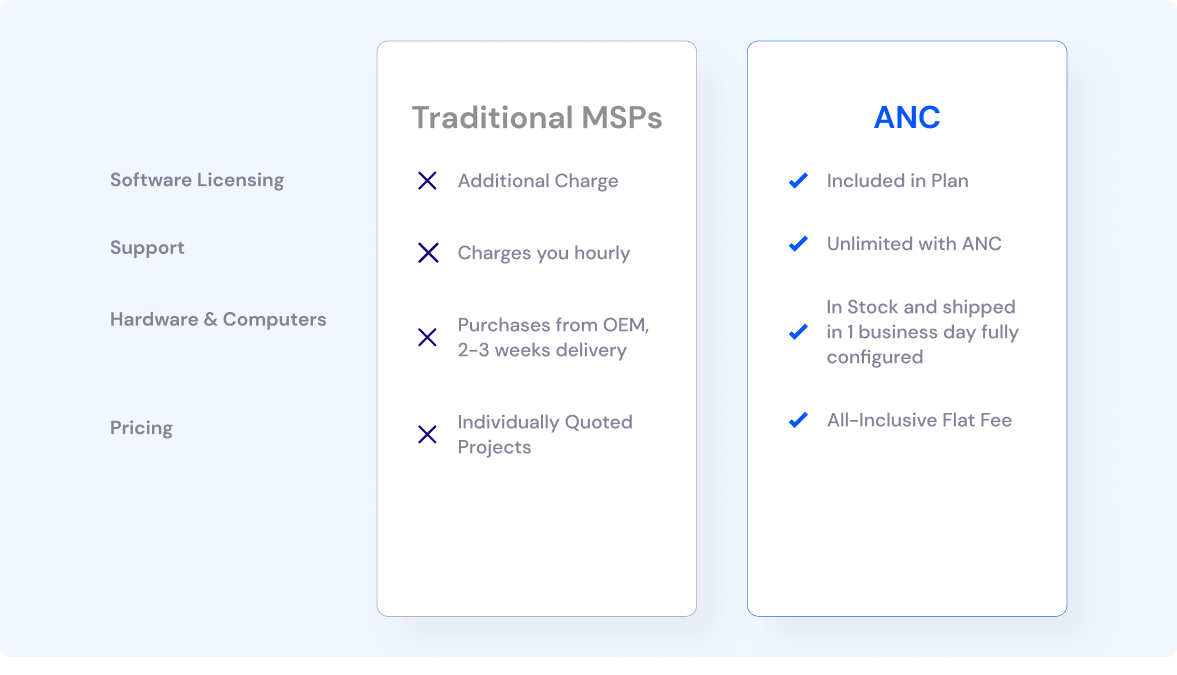 Traditional MSPs
ANC
Software Licensing
Additional Charge
Included in Plan
Support
Charges you hourly
Unlimited with ANC
Hardware & Computers
Purchases from OEM,
2-3 weeks delivery
In Stock and shipped
in 1 business day fully
configured
Pricing
Individually Quoted
Projects
All-Inclusive Flat Fee